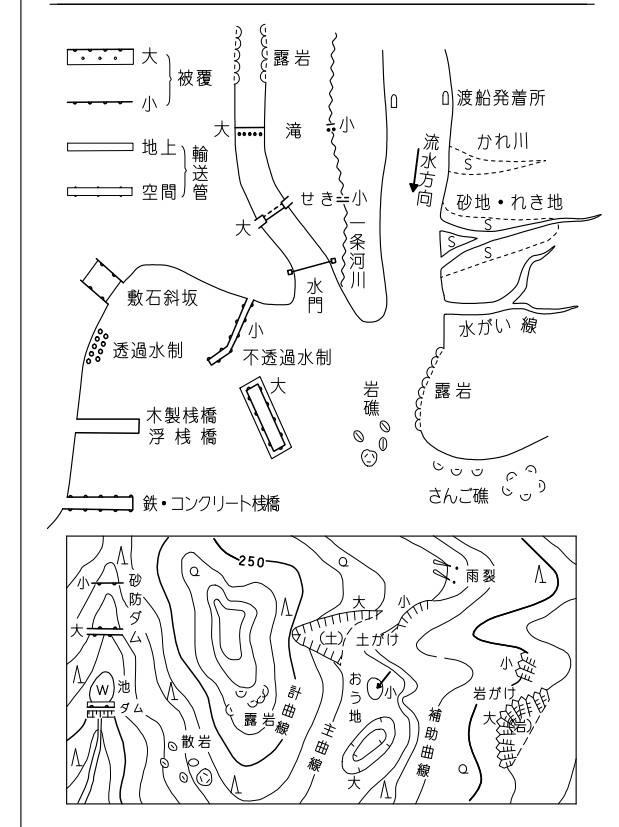 大
小
被覆
地上
空間
輸送管
露岩
大
滝
小
せき
小
大
一条河川
水門
渡船発着所
流水方向
かれ川
S
砂地・れき地
S
S
S
水がい線
敷石斜坂
透過水制
小
不透過水制
大
木製桟橋
浮桟橋
鉄・コンクリート桟橋
岩礁
露岩
さんご礁
小
砂防ダム
大
W
池
ダム
250
Q
Q
雨裂
大
小
(土)
土がけ
おう地
小
大
露岩
散岩
計曲線
主曲線
補助曲線
小
岩がけ
大
(岩)
Q